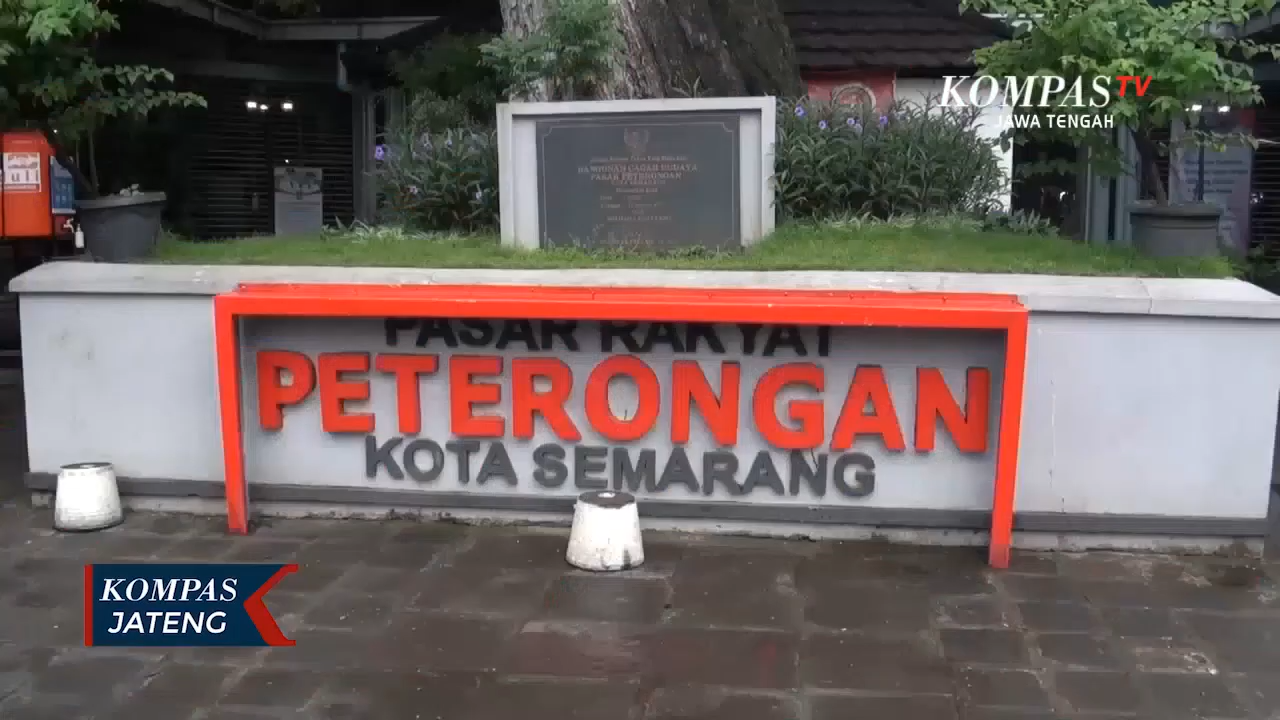 KOMPAS TV
JAWA TENGAH
BANGUNAN CAGAR BUDAYA
PASAR PETERONGAN
PASAR RAKYAT
PETERONGAN
KOTA SEMARANG
KOMPAS
JATENG